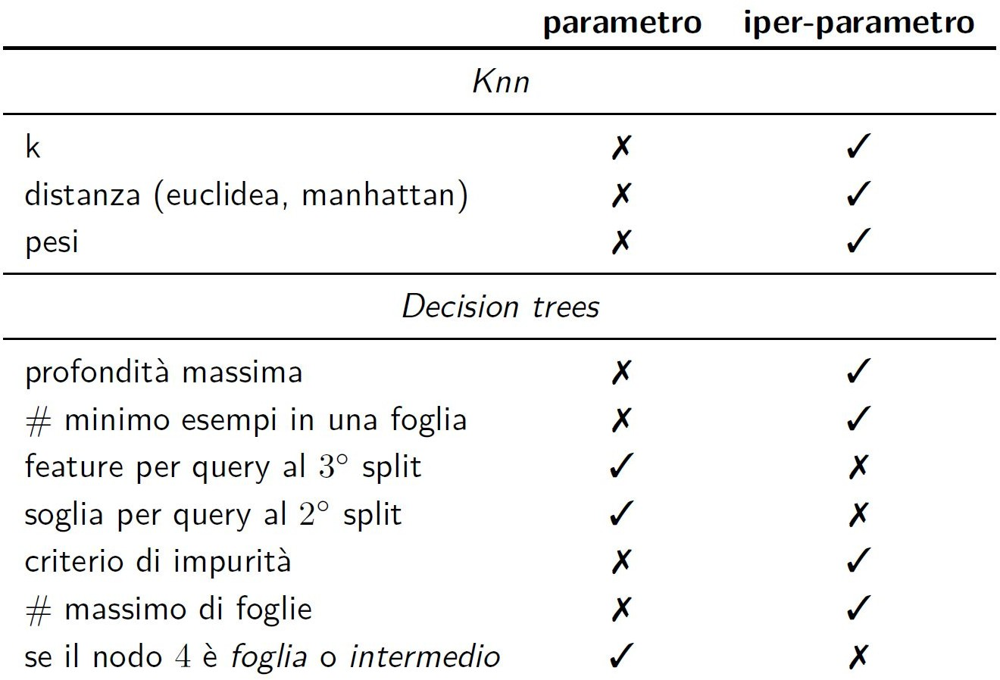 parametro iper-parametro
Knn
k ✗ ✓
distanza (euclidea, manhattan) ✗ ✓
pesi ✗ ✓
Decision trees
profondità massima ✗ ✓
# minimo esempi in una foglia ✗ ✓
feature per query al 3° split ✓ ✗
soglia per query al 2° split ✓ ✗
criterio di impurità ✗ ✓
# massimo di foglie ✗ ✓
se il nodo 4 è foglia o intermedio ✓ ✗